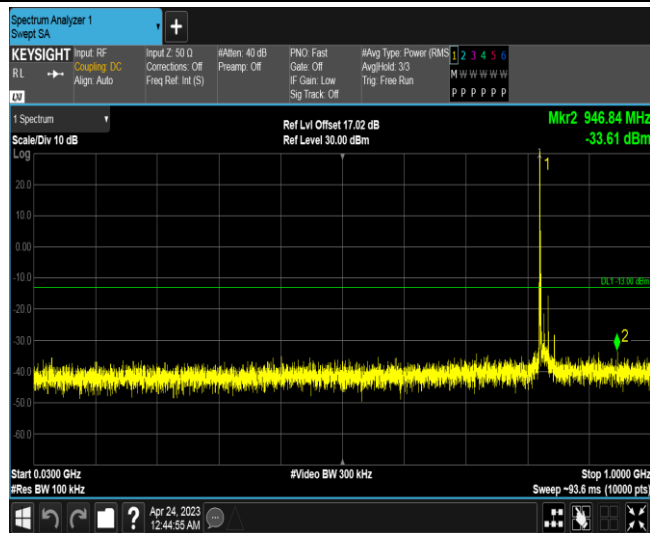 Spectrum Analyzer 1
Swept SA
+
KEYSIGHT
RL
LXI
Input: RF
Coupling: DC
Align: Auto
Input Z: 50 Ω
Corrections: Off
Freq Ref: Int (S)
#Atten: 40 dB
Preamp: Off
PNO: Fast
Gate: Off
IF Gain: Low
Sig Track: Off
#Avg Type: Power (RMS
Avg|Hold: 3/3
Trig: Free Run
1 2 3 4 5 6
M W W W W W
P P P P P P
1 Spectrum
Scale/Div 10 dB
Log
Ref Lvl Offset 17.02 dB
Ref Level 30.00 dBm
Mkr2 946.84 MHz
-33.61 dBm
1
20.0
10.0
0.00
-10.0
DL1 -13.00 dBm
-20.0
-30.0
2
-40.0
-50.0
-60.0
Start 0.0300 GHz
#Res BW 100 kHz
#Video BW 300 kHz
Stop 1.0000 GHz
Sweep ~93.6 ms (10000 pts)
?
Apr 24, 2023
12:44:55 AM